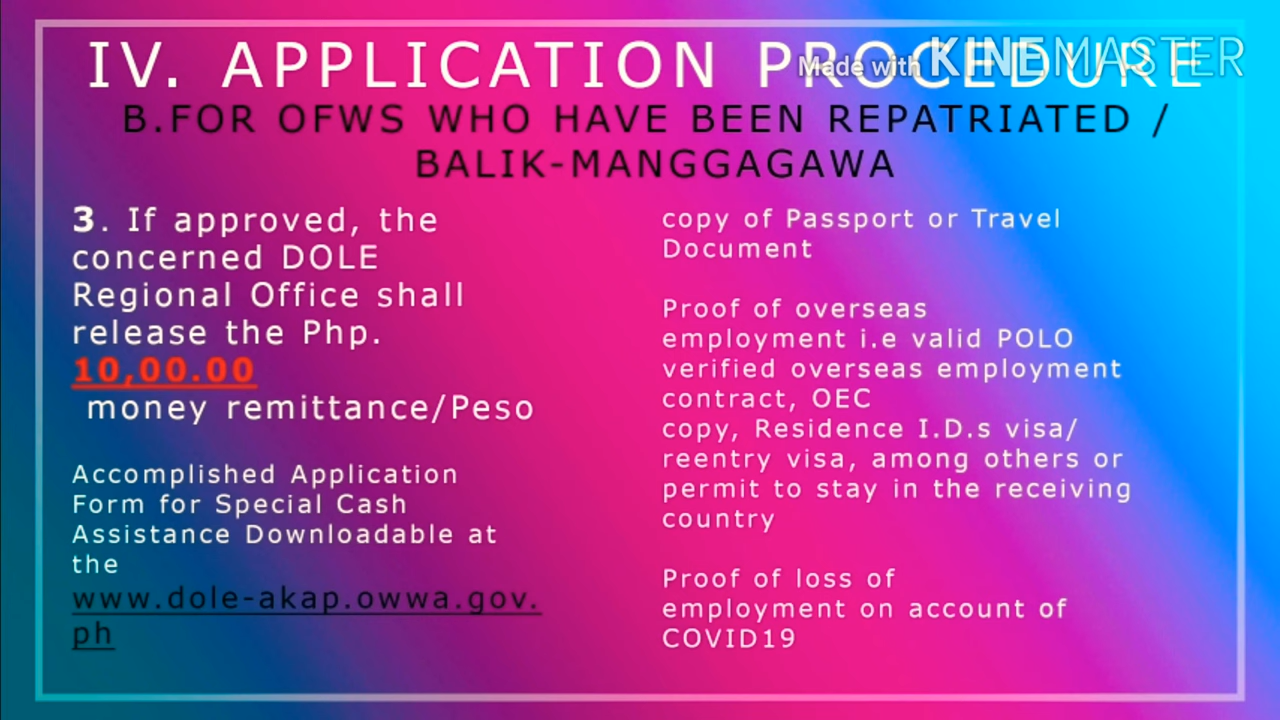 IV. APPLICATION PROCEDURE
Made with KINEMASTER
B.FOR OFWS WHO HAVE BEEN REPATRIATED /
BALIK-MANGGAGAWA
3. If approved, the
concerned DOLE
Regional Office shall
release the Php.
10,00.00
money remittance/Peso
Accomplished Application
Form for Special Cash
Assistance Downloadable at
the
www.dole-akap.owwa.gov.
ph
copy of Passport or Travel
Document
Proof of overseas
employment i.e valid POLO
verified overseas employment
contract, OEC
copy, Residence I.D.s visa/
reentry visa, among others or
permit to stay in the receiving
country
Proof of loss of
employment on account of
COVID19